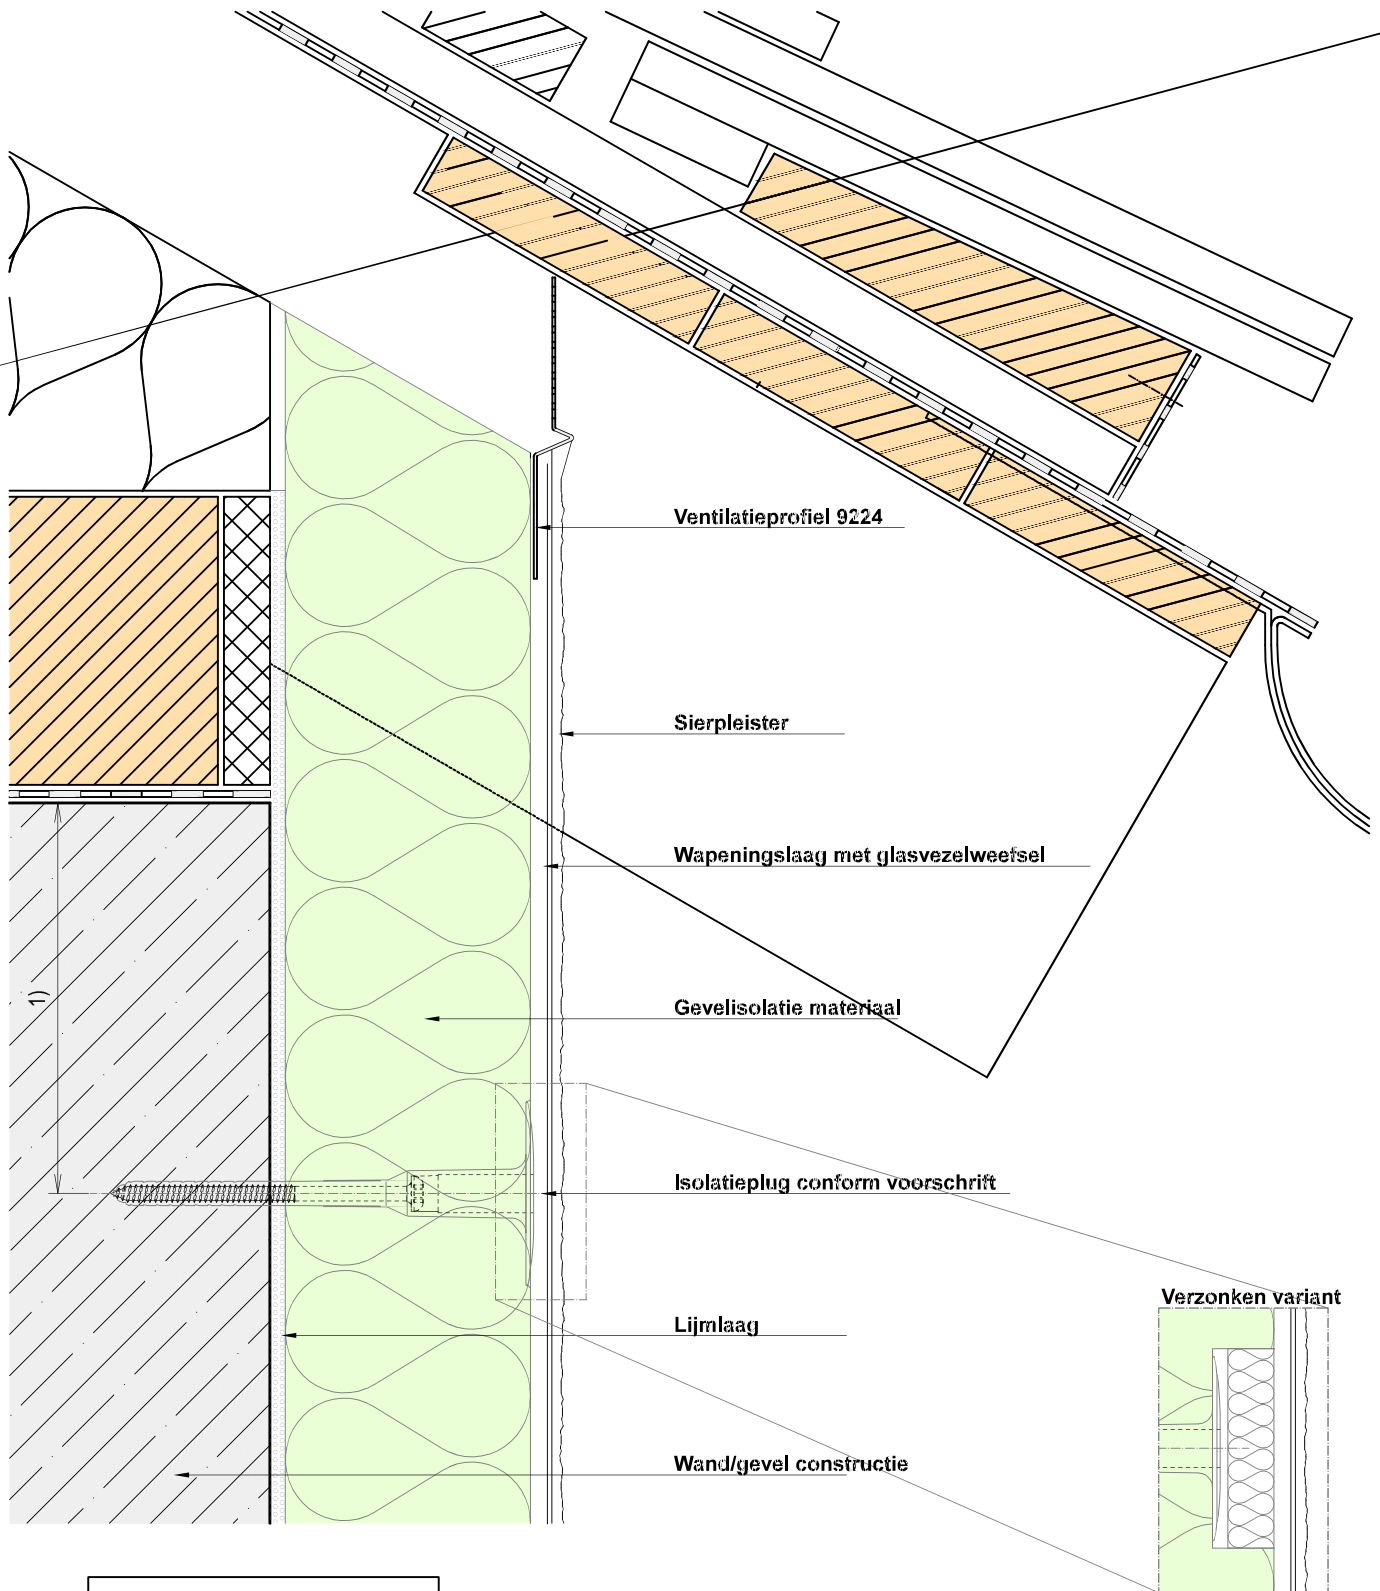 Ventilatieprofiel 9224
Sierpleister
Wapeningslaag met glasvezelweefsel
Gevelisolatie materiaal
1)
Isolatieplug conform voorschrift
Verzonken variant
Lijmlaag
Wand/gevel constructie